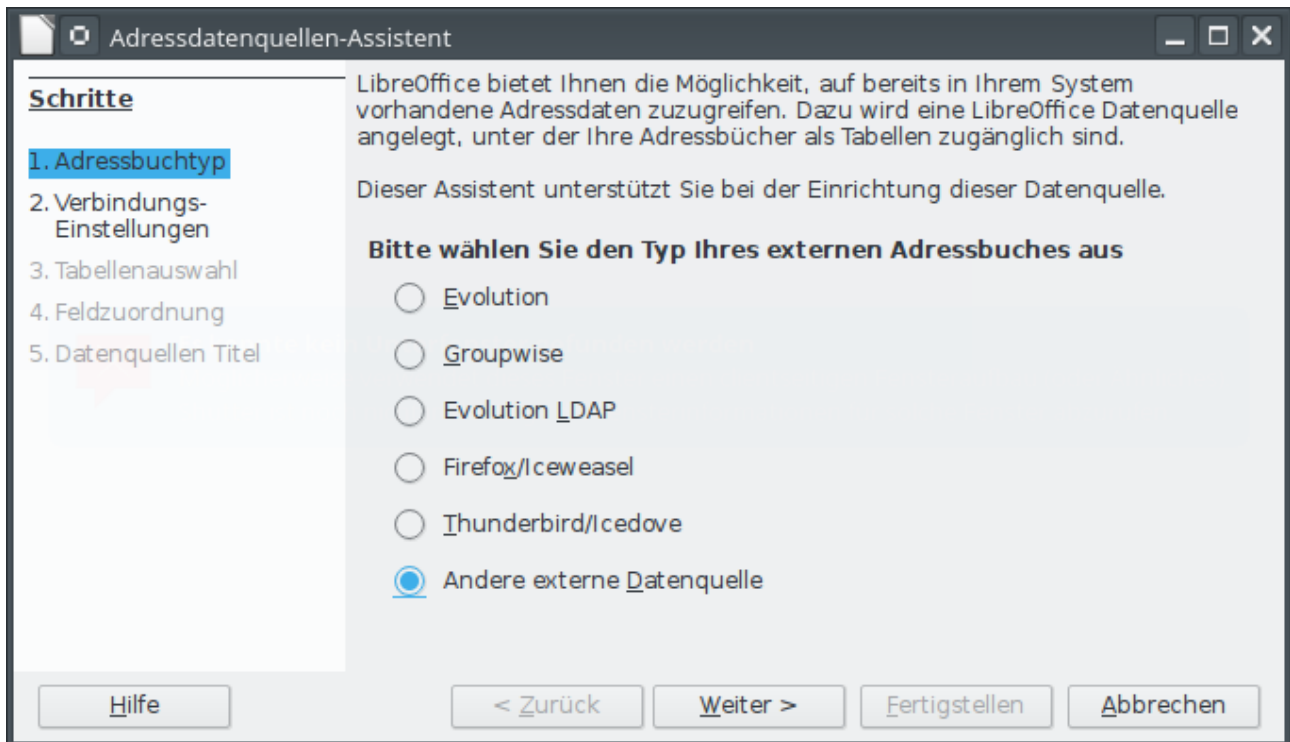 Adressdatenquellen-Assistent
Schritte
1. Adressbuchtyp
2. Verbindungs-
Einstellungen
3. Tabellenauswahl
4. Feldzuordnung
5. Datenquellen Titel
LibreOffice bietet Ihnen die Möglichkeit, auf bereits in Ihrem System
vorhandene Adressdaten zuzugreifen. Dazu wird eine LibreOffice Datenquelle
angelegt, unter der Ihre Adressbücher als Tabellen zugänglich sind.
Dieser Assistent unterstützt Sie bei der Einrichtung dieser Datenquelle.
Bitte wählen Sie den Typ Ihres externen Adressbuches aus
Evolution
Groupwise
Evolution LDAP
Firefox/Iceweasel
Thunderbird/Icedove
Andere externe Datenquelle
Hilfe
< Zurück
Weiter >
Fertigstellen
Abbrechen